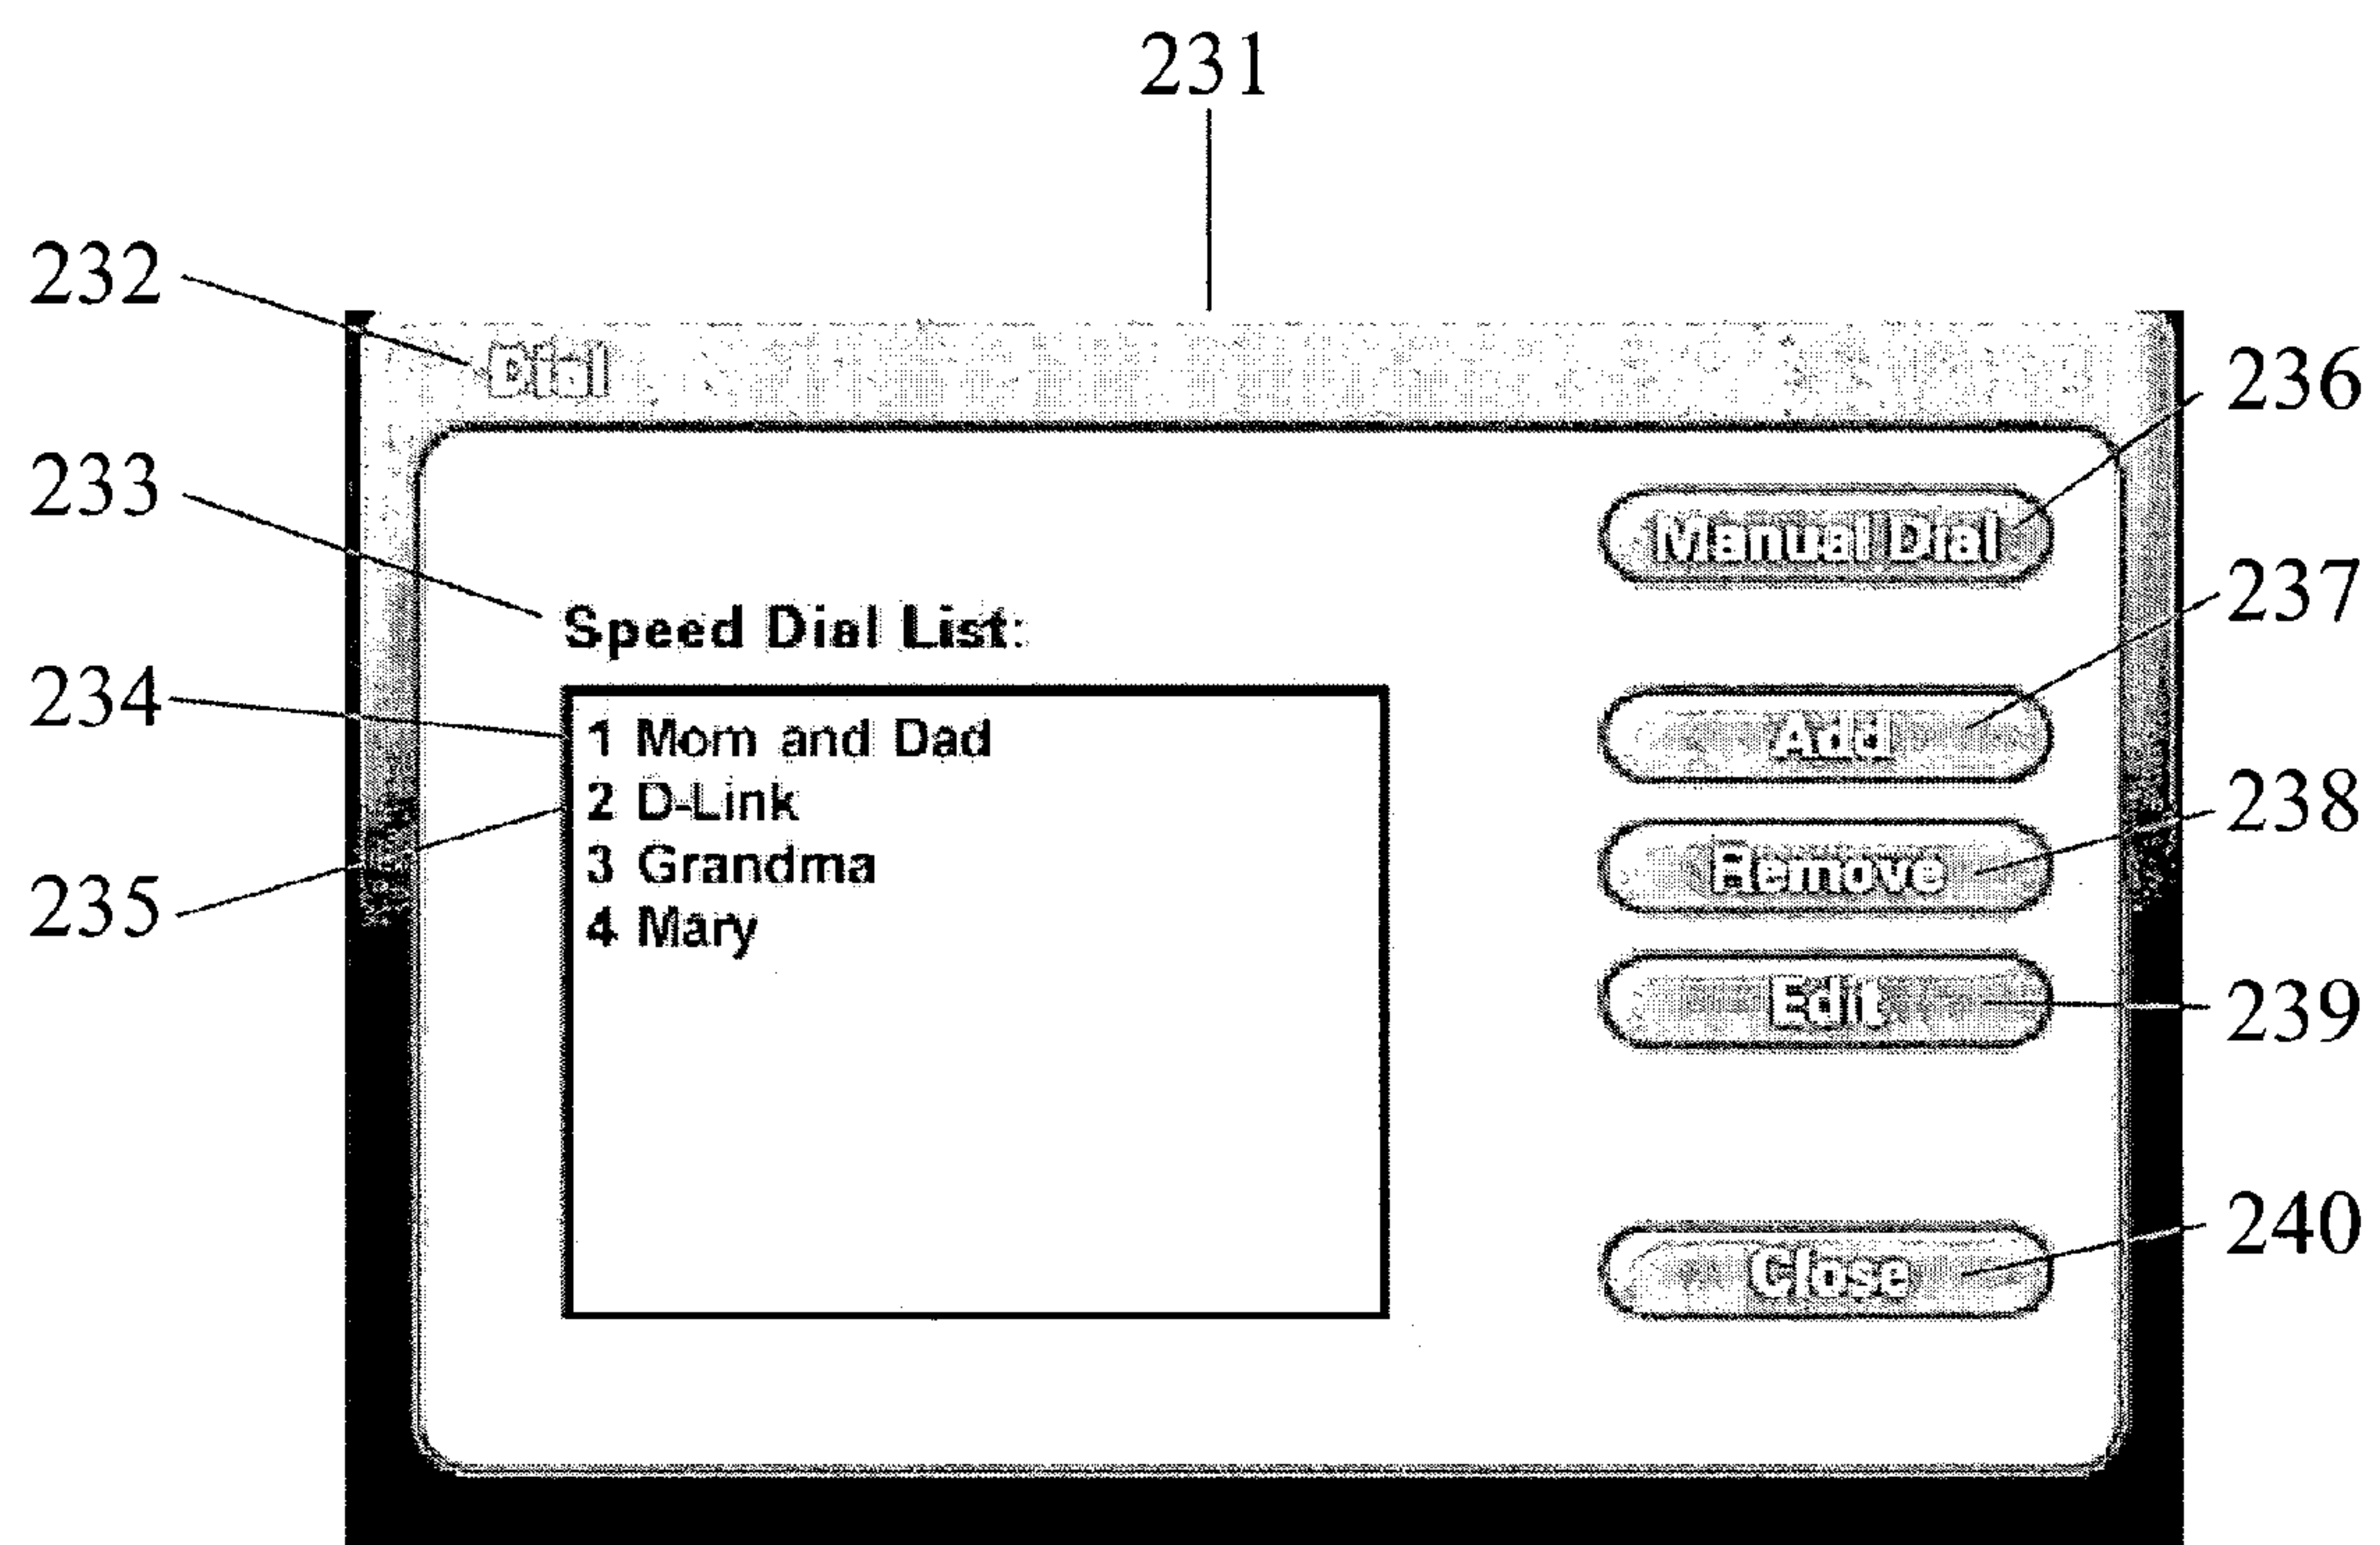 231
232
Dial
236
233
Manual Dial
237
Speed Dial List:
234
1 Mom and Dad
Add
2 D-Link
238
235
3 Grandma
Remove
4 Mary
Edit
239
240
Close